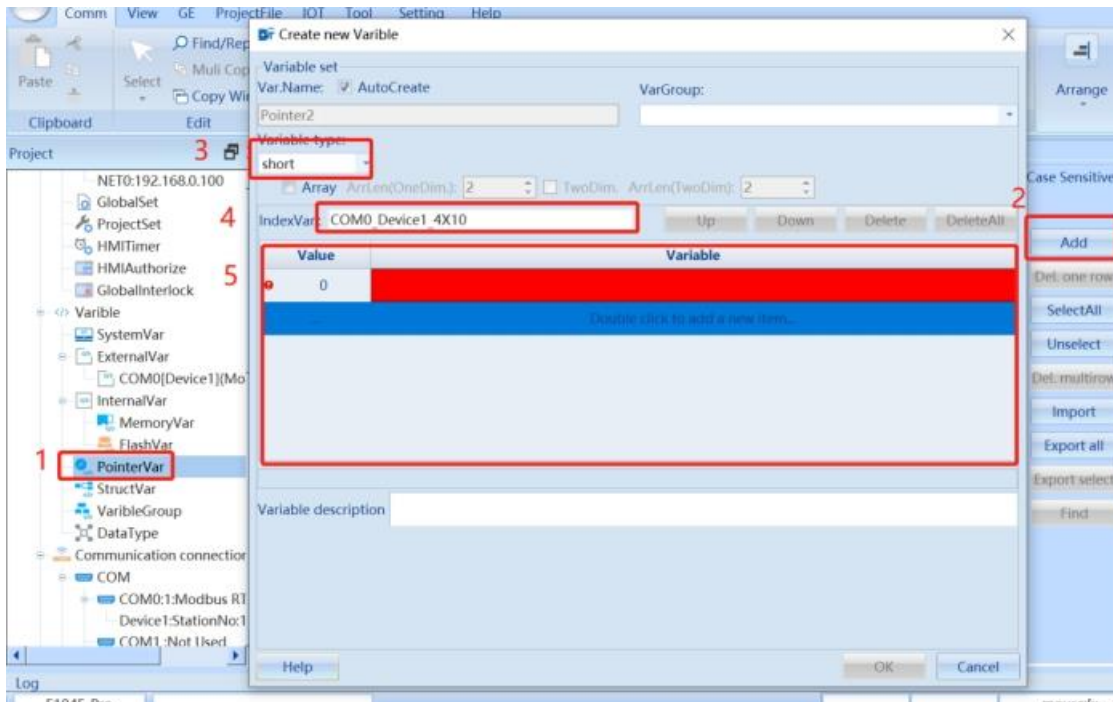 Comm View GE ProjectFile IOT Tool Setting Help
Create new Varible
Find/Rep
Muli Cop
Paste
Select
Copy Wi
Arrange
Clipboard
Edit
Variable set
Var.Name:
AutoCreate
VarGroup:
Pointer2
Variable type:
short
Array ArrLen(OneDim.): 2 TwoDim. ArrLen(TwoDim): 2
IndexVar: COM0_Device1_4X10 Up Down Delete DeleteAll
Value Variable
0
... Double click to add a new item...
Variable description
Help OK Cancel
Project
3
4
5
1
2
NET0:192.168.0.100
GlobalSet
ProjectSet
HMITimer
HMIAuthorize
GlobalInterlock
Varible
SystemVar
ExternalVar
COM0[Device1](Mo
InternalVar
MemoryVar
FlashVar
PointerVar
StructVar
VaribleGroup
DataType
Communication connection
COM
COM0:1:Modbus RT
Device1:StationNo:1
COM1 :Not Used
Log
Case Sensitive
Add
Del. one row
SelectAll
Unselect
Del. multirow
Import
Export all
Export select
Find